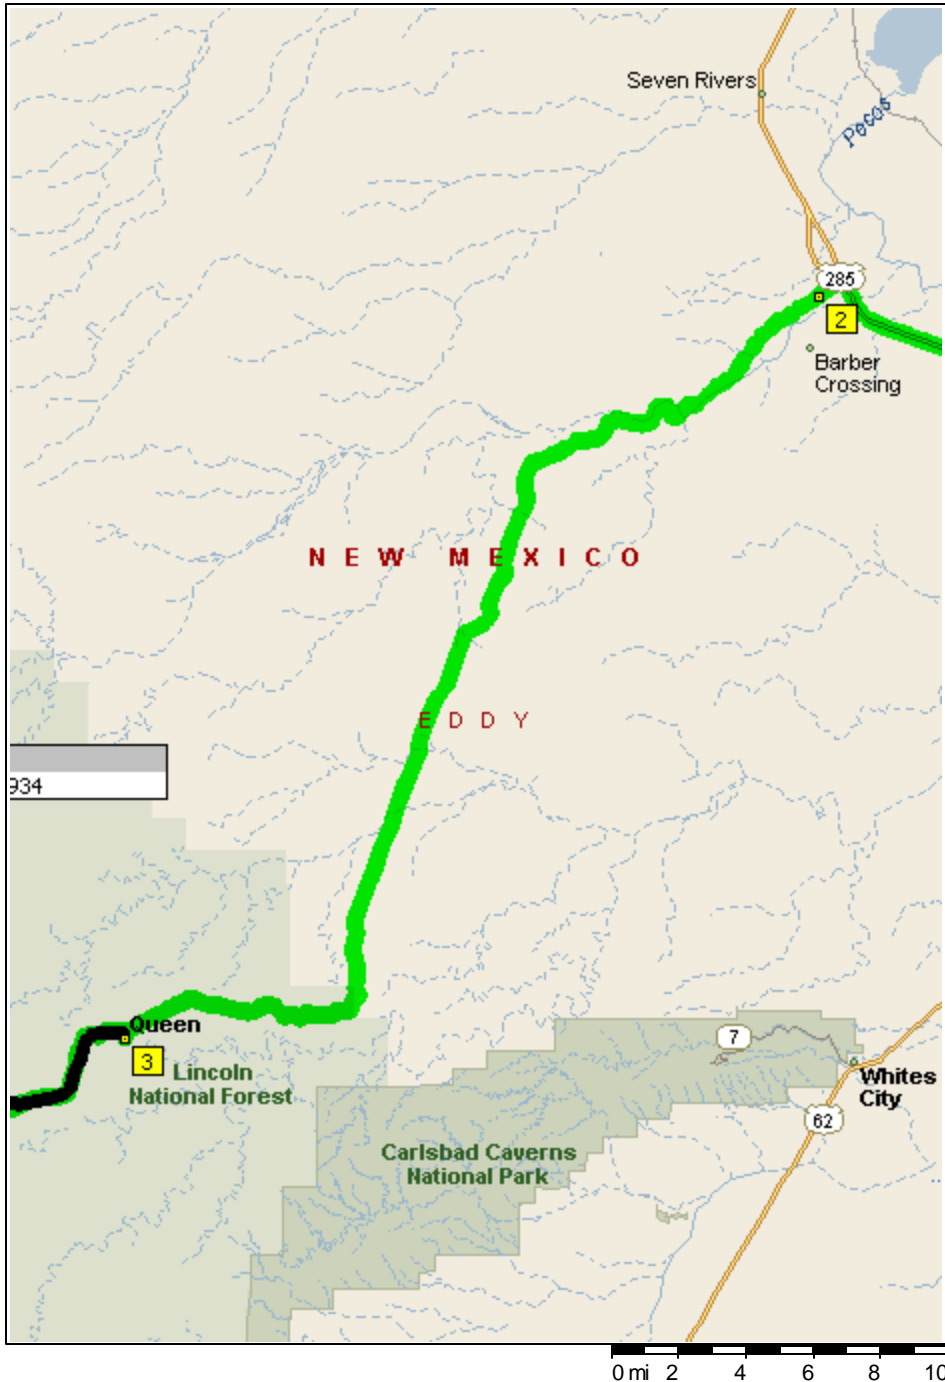 Seven Rivers
Pecos
285
2
Barber
Crossing
NEW MEXICO
EDDY
934
Queen
3
Lincoln
National Forest
7
Whites
City
62
Carlsbad Caverns
National Park
0 mi 2 4 6 8 10